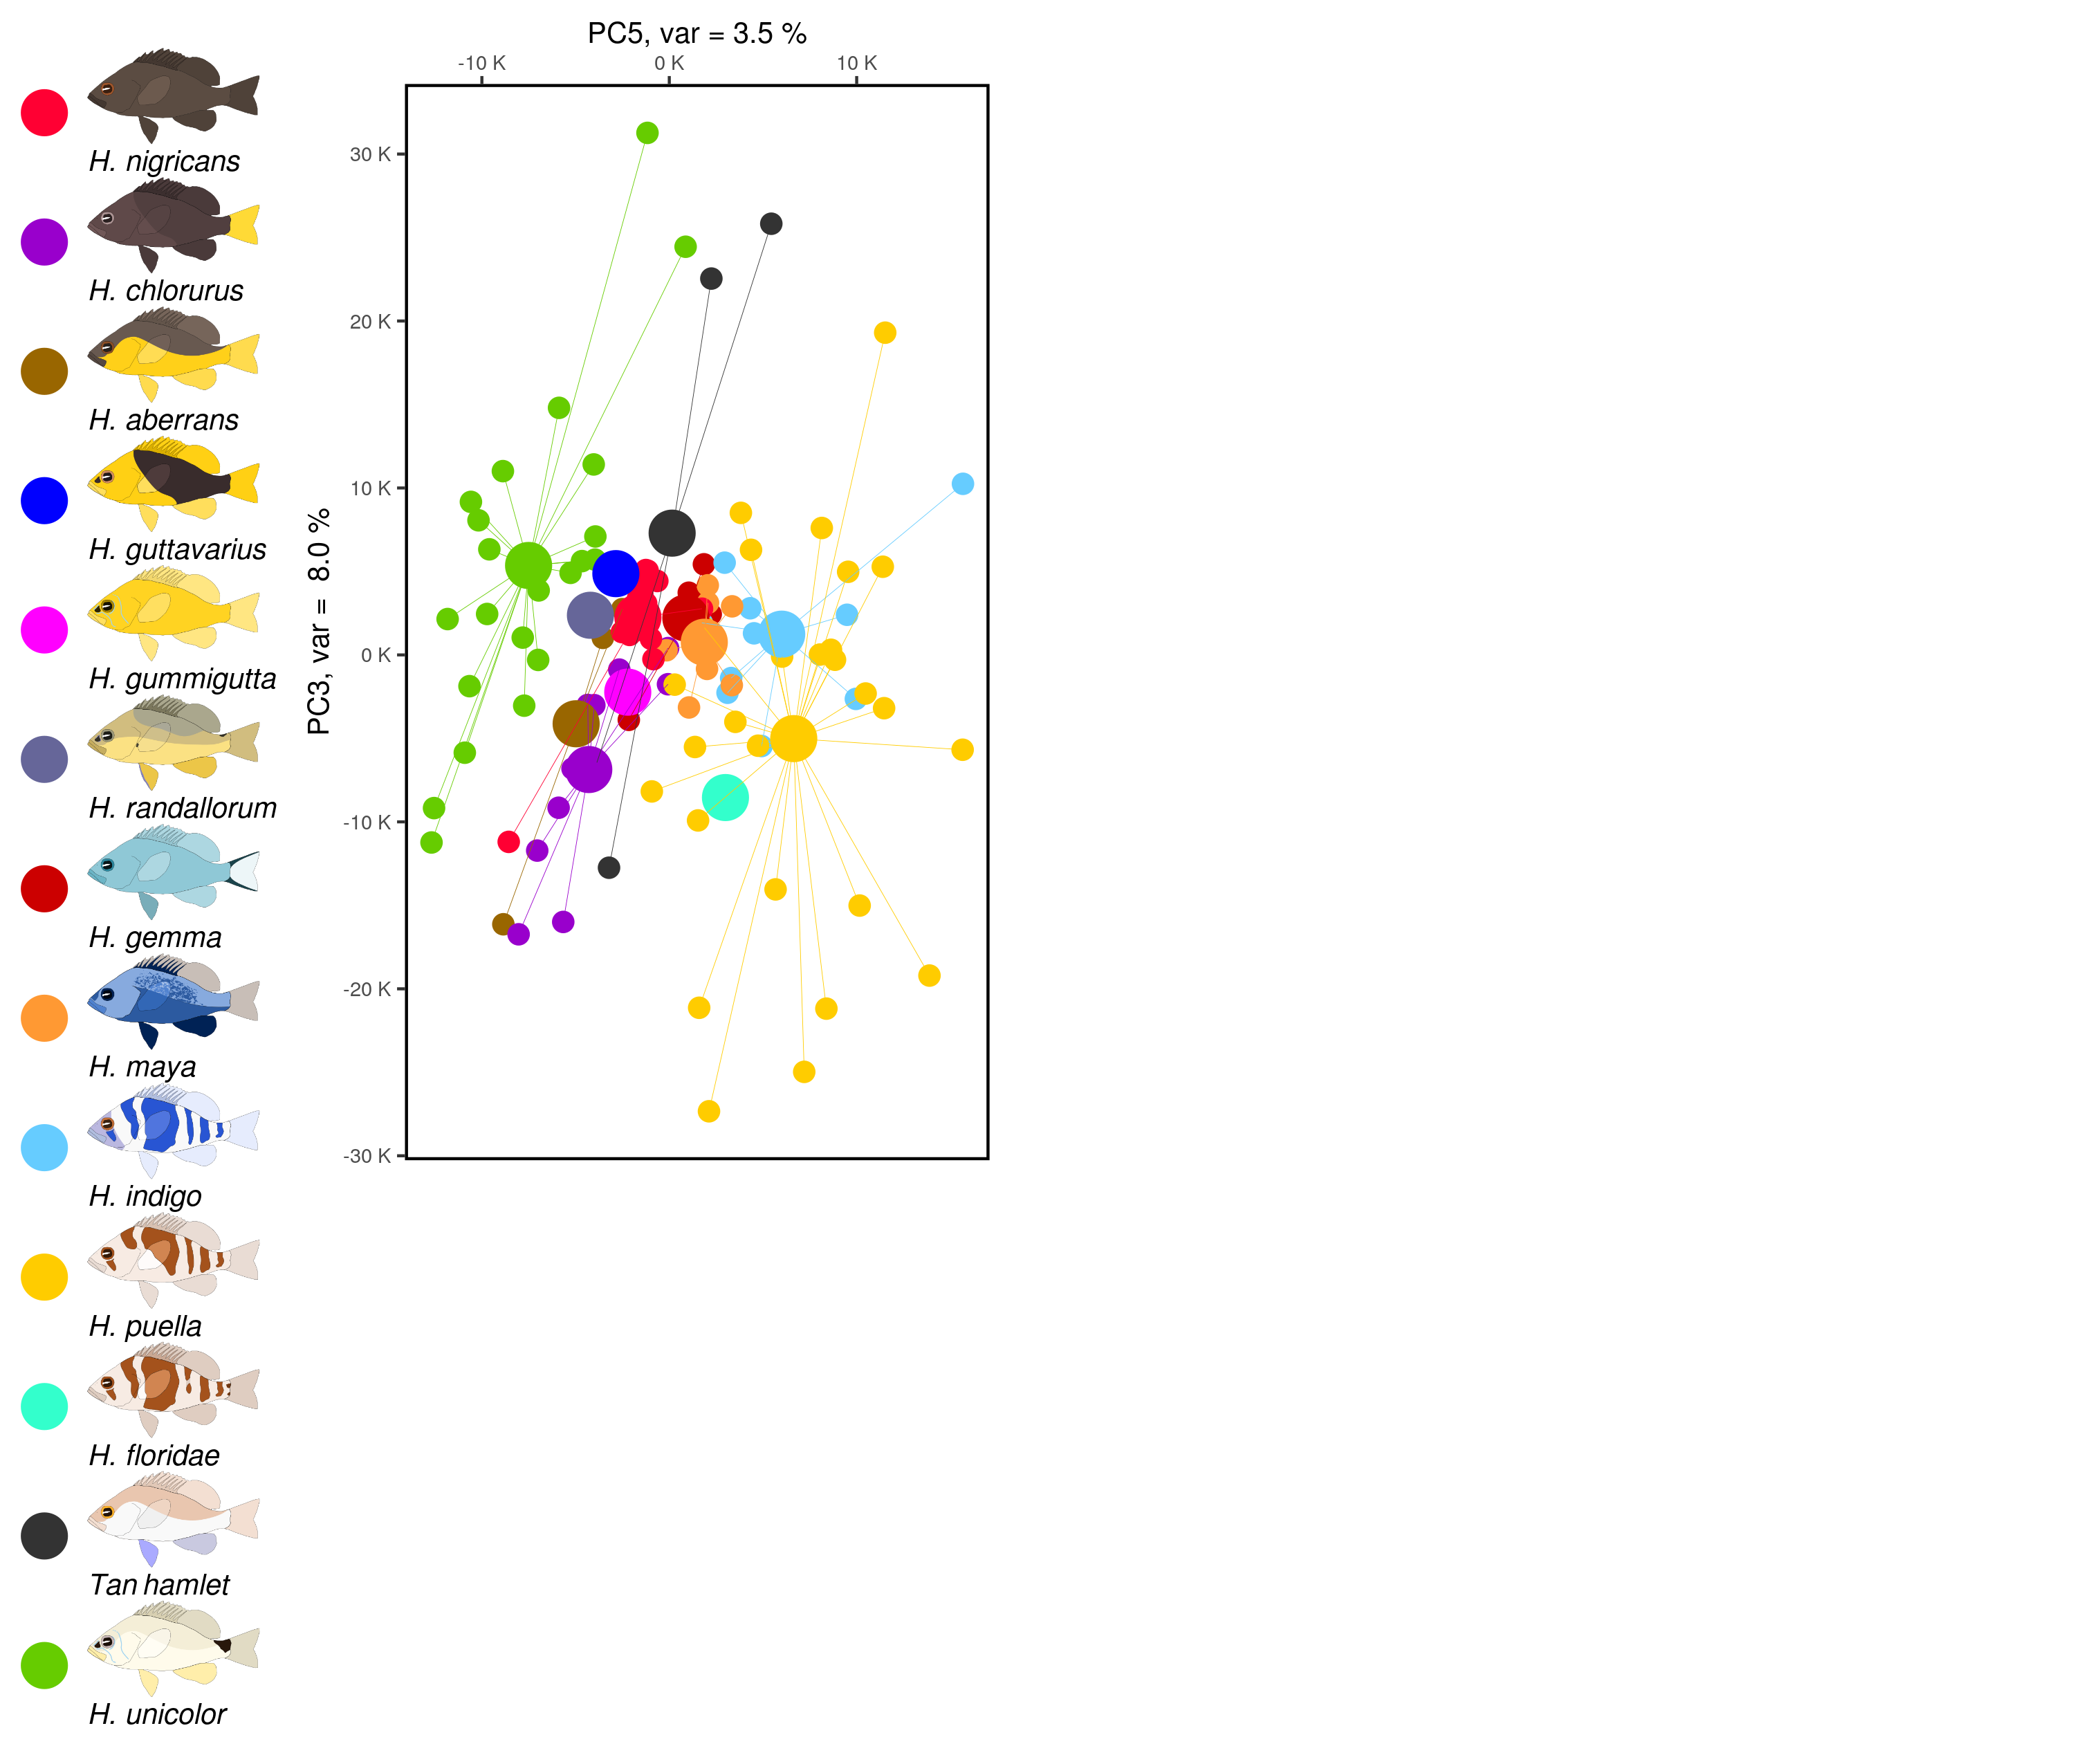 PC5, var = 3.5 %
-10 K 0 K 10 K
30 K
20 K
10 K
0 K
-10 K
-20 K
-30 K
PC3, var = 8.0 %
H. nigricans
H. chlorurus
H. aberrans
H. guttavarius
H. gummigutta
H. randallorum
H. gemma
H. maya
H. indigo
H. puella
H. floridae
Tan hamlet
H. unicolor